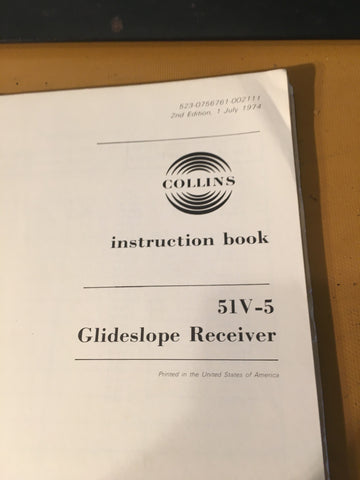 523-0756761-002111
2nd Edition, 1 July 1974
COLLINS
instruction book
51V-5
Glideslope Receiver
Printed in the United States of America